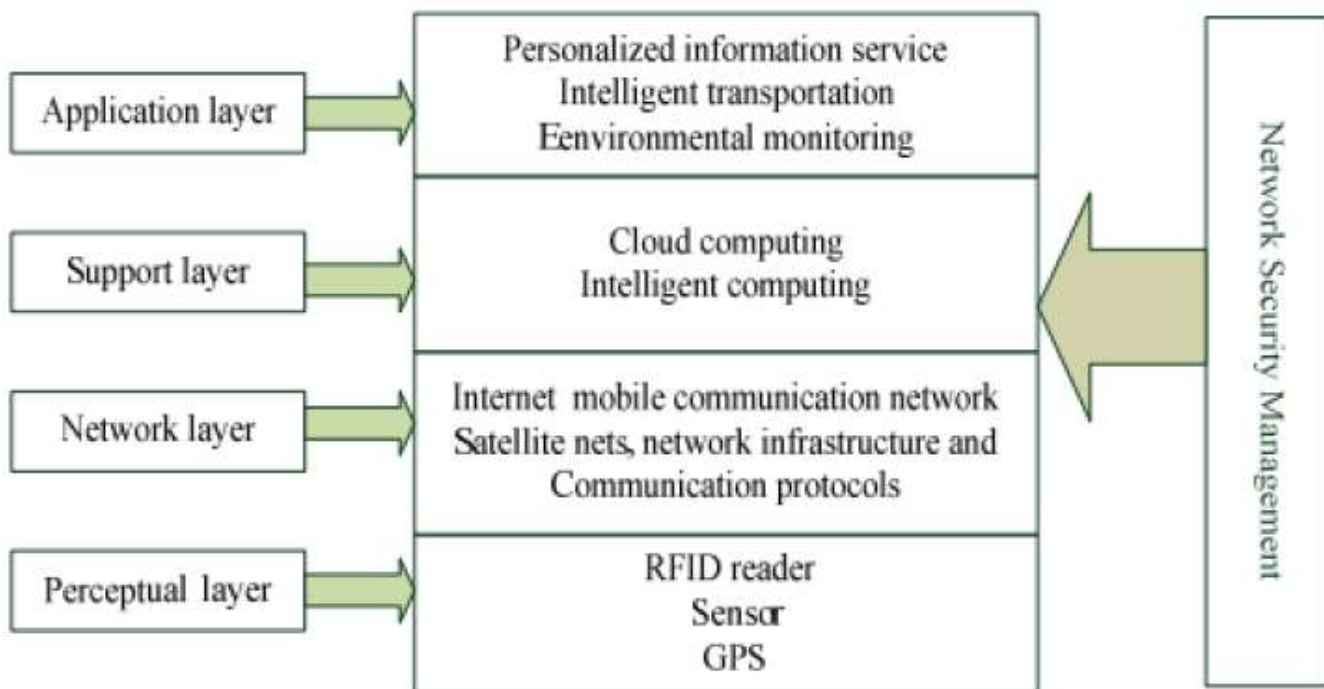 Application layer
Personalized information service
Intelligent transportation
Eenvironmental monitoring
Support layer
Cloud computing
Intelligent computing
Network layer
Internet mobile communication network
Satellite nets, network infrastructure and
Communication protocols
Perceptual layer
RFID reader
Sensor
GPS
Network Security Management